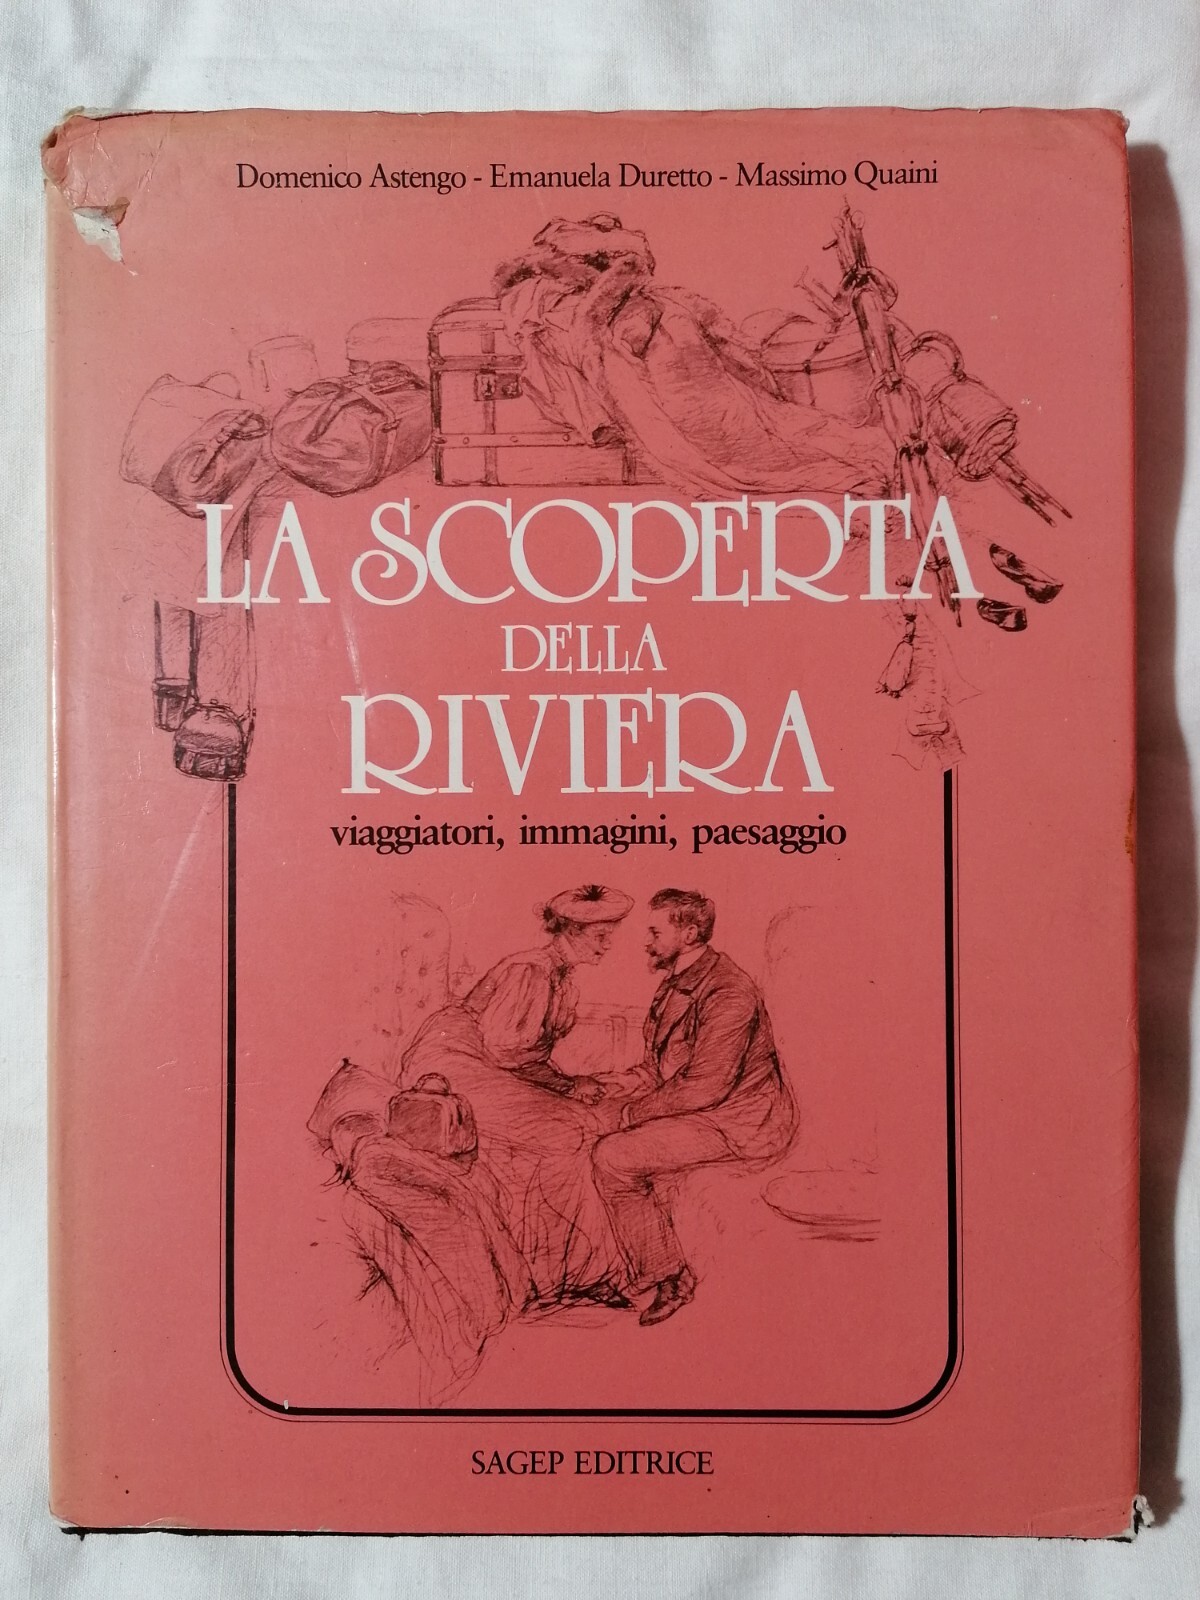 Domenico Astengo - Emanuela Duretto - Massimo Quaini
LA SCOPERTA
DELLA
RIVIERA
viaggiatori, immagini, paesaggio
SAGEP EDITRICE